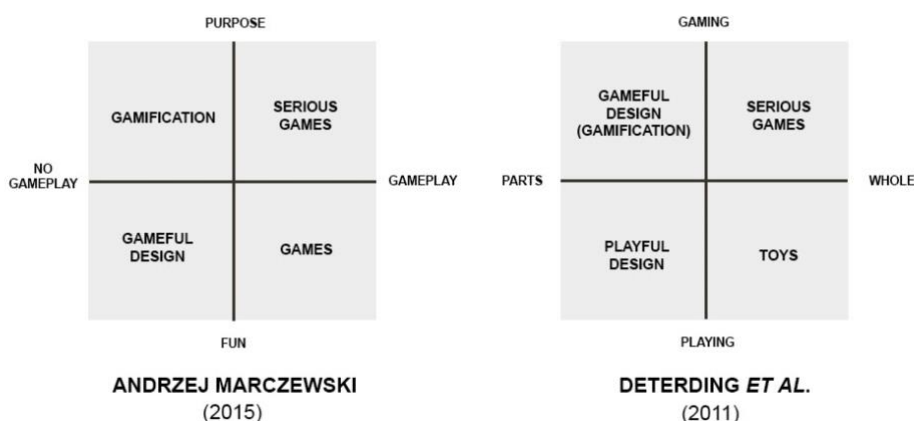 PURPOSE
GAMIFICATION
SERIOUS
GAMES
NO
GAMEPLAY
GAMEPLAY
GAMEFUL
DESIGN
GAMES
FUN
ANDRZEJ MARCZEWSKI
(2015)
GAMING
GAMEFUL
DESIGN
(GAMIFICATION)
SERIOUS
GAMES
PARTS
WHOLE
PLAYFUL
DESIGN
TOYS
PLAYING
DETERDING ET AL.
(2011)